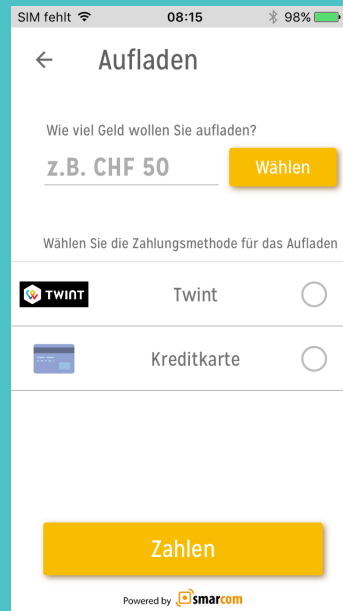 SIM fehlt 08:15 98%
Aufladen
Wie viel Geld wollen Sie aufladen?
z.B. CHF 50 Wählen
Wählen Sie die Zahlungsmethode für das Aufladen
TWINT Twint
Kreditkarte
Zahlen
Powered by smarcom